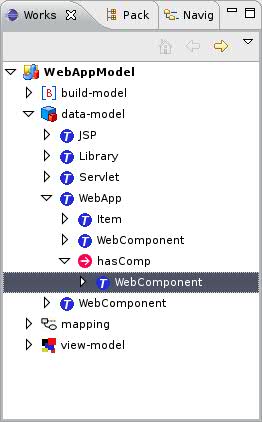 Works Pack Navig
WebAppModel
B build-model
data-model
T JSP
T Library
T Servlet
T WebApp
T Item
T WebComponent
hasComp
T WebComponent
T WebComponent
mapping
view-model